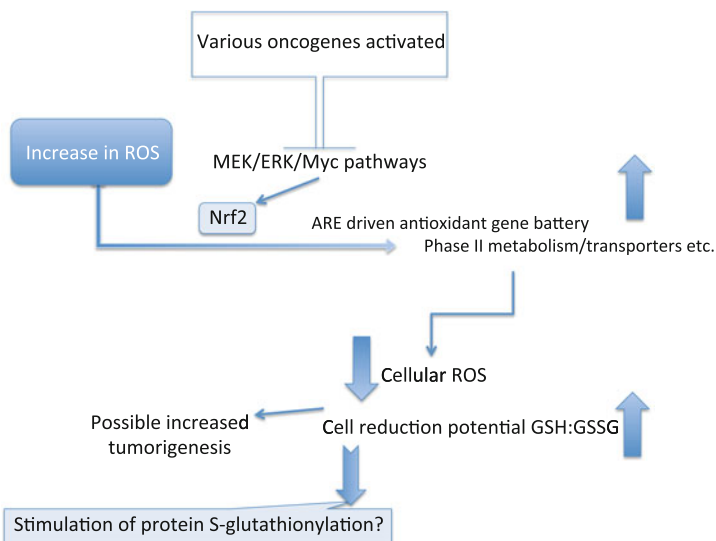 Various oncogenes activated
Increase in ROS
MEK/ERK/Myc pathways
Nrf2
ARE driven antioxidant gene battery
Phase II metabolism/transporters etc.
Cellular ROS
Possible increased
tumorigenesis
Cell reduction potential GSH:GSSG
Stimulation of protein S-glutathionylation?